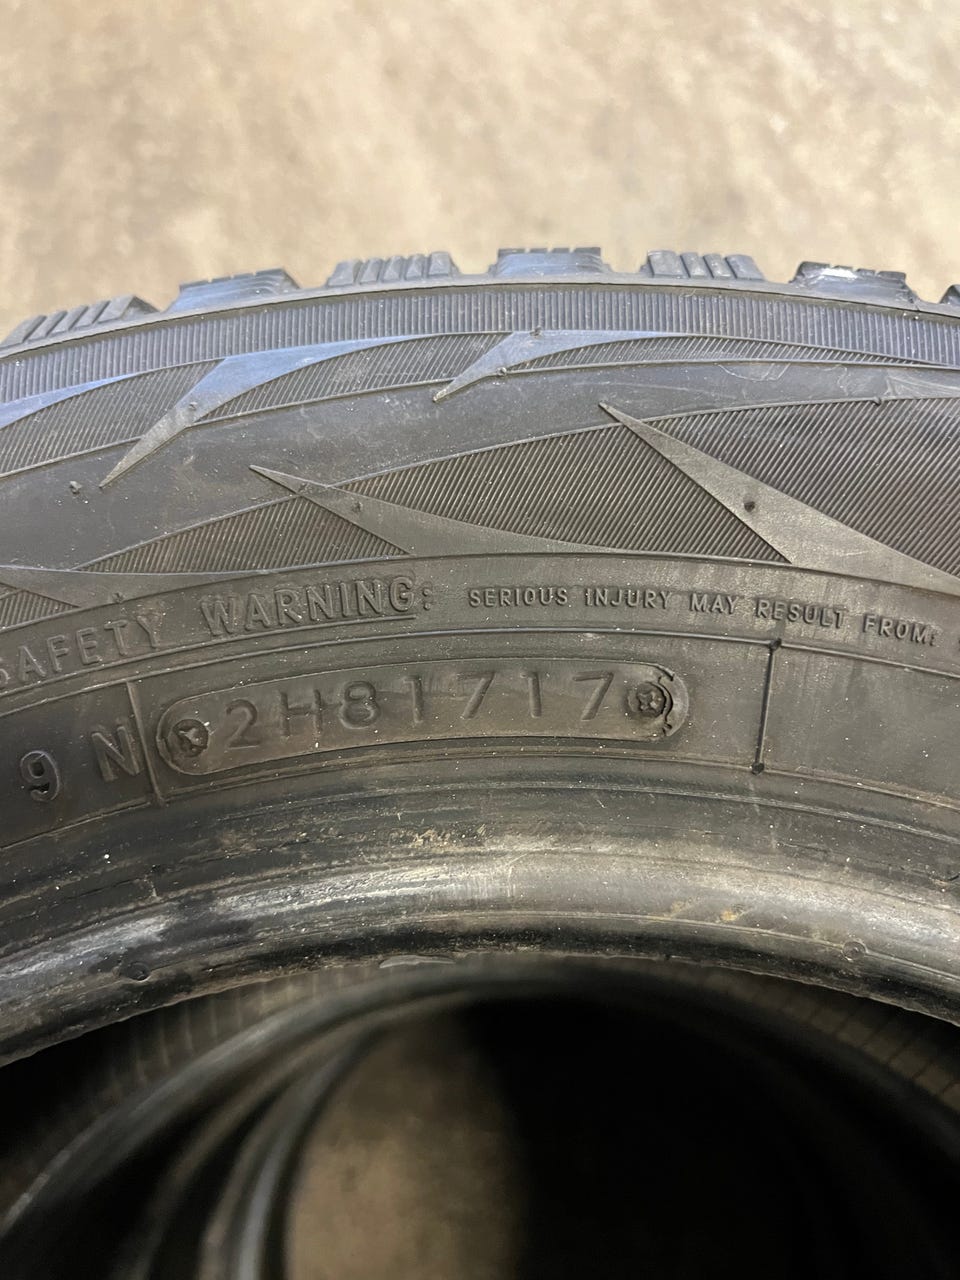 SAFETY WARNING: SERIOUS INJURY MAY RESULT FROM:
9 N 2H81717